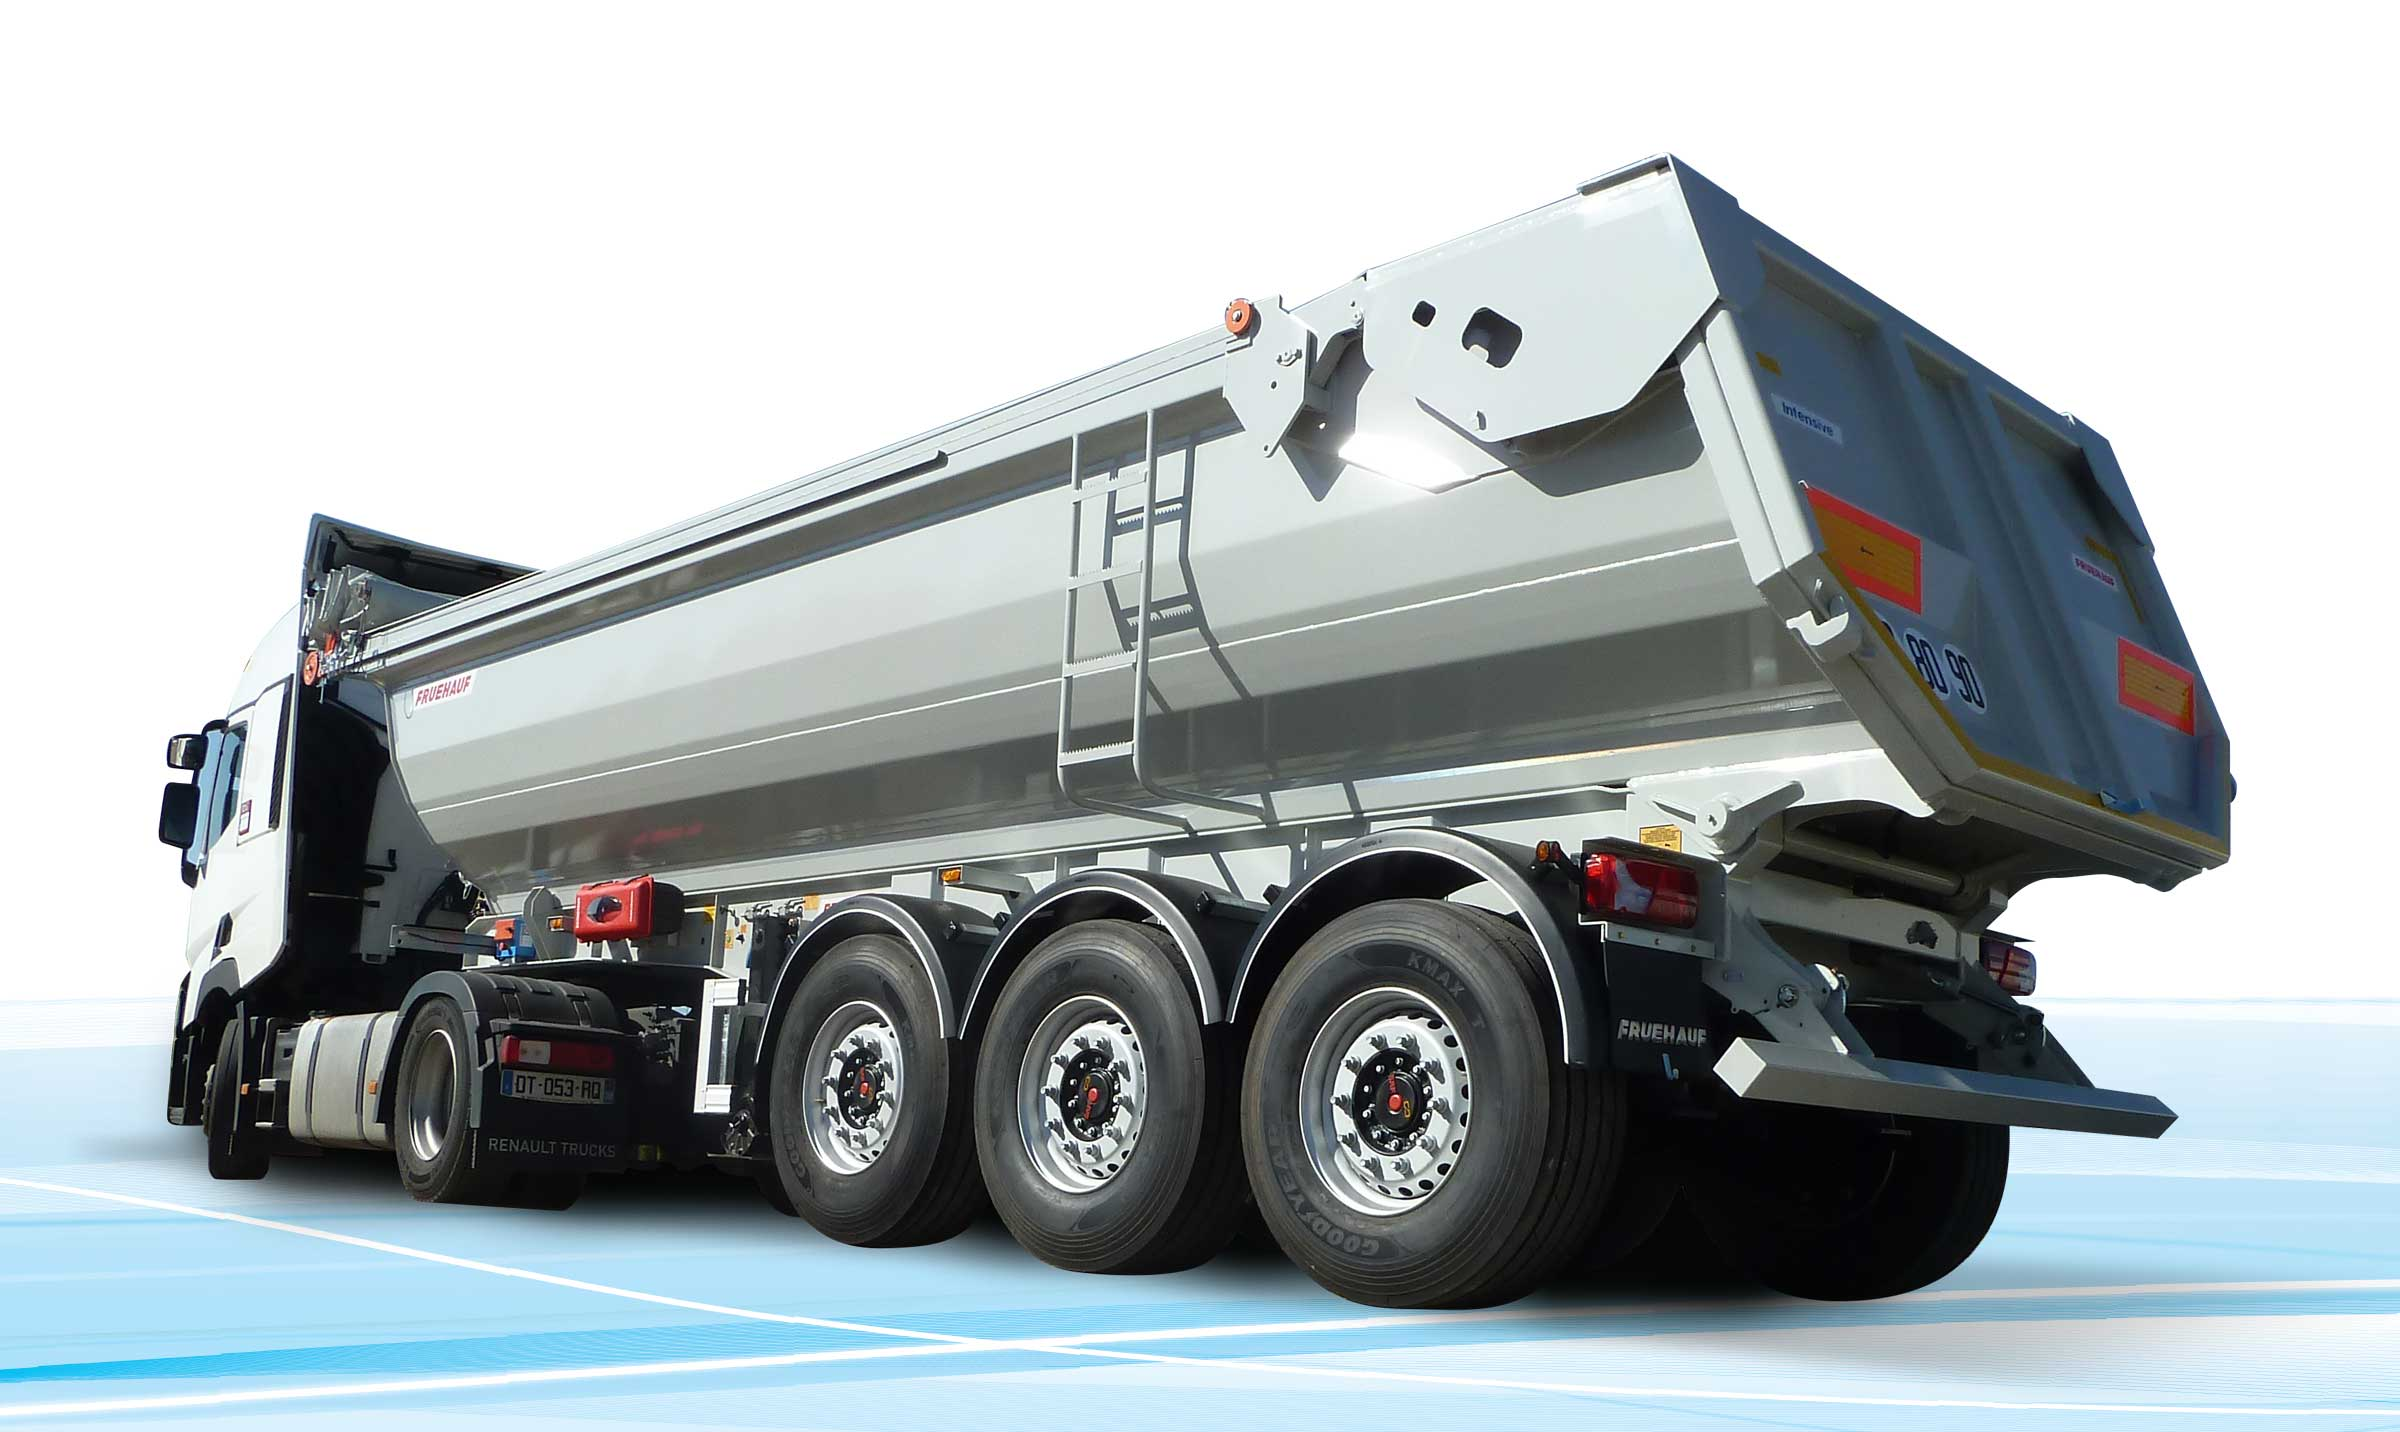 Intensive
FRUEHAUF
80 90
FRUEHAUF
FRUEHAUF
KMAX T
GOODYEAR
DT-053-RQ
RENAULT TRUCKS